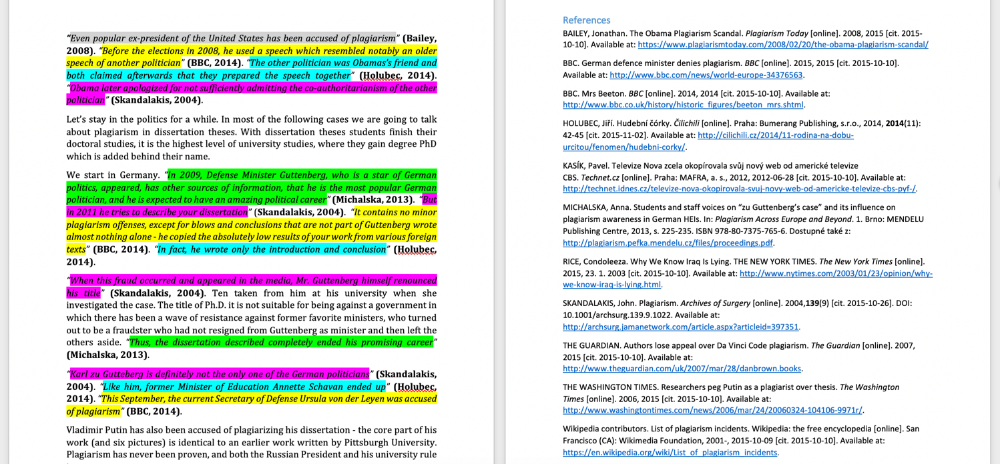 “Even popular ex-president of the United States has been accused of plagiarism” (Bailey,
2008). “Before the elections in 2008, he used a speech which resembled notably an older
speech of another politician” (BBC, 2014). “The other politician was Obamas’s friend and
both claimed afterwards that they prepared the speech together” (Holubec, 2014).
“Obama later apologized for not sufficiently admitting the co-authoritarianism of the other
politician” (Skandalakis, 2004).
Let’s stay in the politics for a while. In most of the following cases we are going to talk
about plagiarism in dissertation theses. With dissertation theses students finish their
doctoral studies, it is the highest level of university studies, where they gain degree PhD
which is added behind their name.
We start in Germany. “In 2009, Defense Minister Guttenberg, who is a star of German
politics, appeared, has other sources of information, that he is the most popular German
politician, and he is expected to have an amazing political career” (Michalska, 2013). “But
in 2011 he tries to describe your dissertation” (Skandalakis, 2004). “It contains no minor
plagiarism offenses, except for blows and conclusions that are not part of Guttenberg wrote
almost nothing alone - he copied the absolutely low results of your work from various foreign
texts” (BBC, 2014). “In fact, he wrote only the introduction and conclusion” (Holubec,
2014).
“When this fraud occurred and appeared in the media, Mr. Guttenberg himself renounced
his title” (Skandalakis, 2004). Ten taken from him at his university when she
investigated the case. The title of Ph.D. it is not suitable for being against a government in
which there has been a wave of resistance against former favorite ministers, who turned
out to be a fraudster who had not resigned from Guttenberg as minister and then left the
others aside. “Thus, the dissertation described completely ended his promising career”
(Michalska, 2013).
“Karl zu Gutteberg is definitely not the only one of the German politicians” (Skandalakis,
2004). “Like him, former Minister of Education Annette Schavan ended up” (Holubec,
2014). “This September, the current Secretary of Defense Ursula von der Leyen was accused
of plagiarism” (BBC, 2014).
Vladimir Putin has also been accused of plagiarizing his dissertation - the core part of his
work (and six pictures) is identical to an earlier work written by Pittsburgh University.
Plagiarism has never been proven, and both the Russian President and his university rule
References
BAILEY, Jonathan. The Obama Plagiarism Scandal. Plagiarism Today [online]. 2008, 2015 [cit. 2015-
10-10]. Available at: https://www.plagiarismtoday.com/2008/02/20/the-obama-plagiarism-scandal/
BBC. German defence minister denies plagiarism. BBC [online]. 2015, 2015 [cit. 2015-10-10].
Available at: http://www.bbc.com/news/world-europe-34376563.
BBC. Mrs Beeton. BBC [online]. 2014, 2014 [cit. 2015-10-10]. Available at:
http://www.bbc.co.uk/history/historic_figures/beeton_mrs.shtml.
HOLUBEC, Jiří. Hudební čórky. Čilichili [online]. Praha: Bumerang Publishing, s.r.o., 2014, 2014(11):
42-45 [cit. 2015-11-02]. Available at: http://cilichili.cz/2014/11-rodina-na-dobu-
urcitou/fenomen/hudebni-corky/.
KASÍK, Pavel. Televize Nova zcela okopírovala svůj nový web od americké televize
CBS. Technet.cz [online]. Praha: MAFRA, a. s., 2012, 2012-06-28 [cit. 2015-10-10]. Available at:
http://technet.idnes.cz/televize-nova-okopirovala-svuj-novy-web-od-americke-televize-cbs-pyf-/.
MICHALSKA, Anna. Students and staff voices on “zu Guttenberg’s case” and its influence on
plagiarism awareness in German HEIs. In: Plagiarism Across Europe and Beyond. 1. Brno: MENDELU
Publishing Centre, 2013, s. 225-235. ISBN 978-80-7375-765-6. Dostupné také z:
http://plagiarism.pefka.mendelu.cz/files/proceedings.pdf.
RICE, Condoleeza. Why We Know Iraq Is Lying. THE NEW YORK TIMES. The New York Times [online].
2015, 23. 1. 2003 [cit. 2015-10-10]. Available at: http://www.nytimes.com/2003/01/23/opinion/why-
we-know-iraq-is-lying.html.
SKANDALAKIS, John. Plagiarism. Archives of Surgery [online]. 2004,139(9) [cit. 2015-10-26]. DOI:
10.1001/archsurg.139.9.1022. Available at:
http://archsurg.jamanetwork.com/article.aspx?articleid=397351.
THE GUARDIAN. Authors lose appeal over Da Vinci Code plagiarism. The Guardian [online]. 2007,
2015 [cit. 2015-10-10]. Available at:
http://www.theguardian.com/uk/2007/mar/28/danbrown.books.
THE WASHINGTON TIMES. Researchers peg Putin as a plagiarist over thesis. The Washington
Times [online]. 2006, 2015 [cit. 2015-10-10]. Available at:
http://www.washingtontimes.com/news/2006/mar/24/20060324-104106-9971r/.
Wikipedia contributors. List of plagiarism incidents. Wikipedia: the free encyclopedia [online]. San
Francisco (CA): Wikimedia Foundation, 2001-, 2015-10-09 [cit. 2015-10-10]. Available at:
https://en.wikipedia.org/wiki/List_of_plagiarism_incidents.